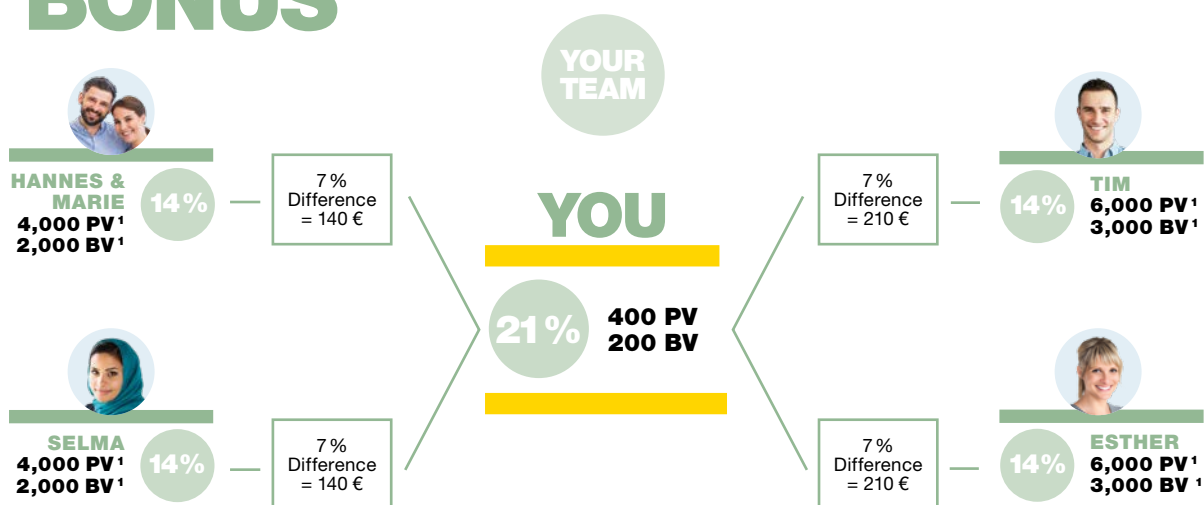 BONUS
YOUR
TEAM
HANNES &
MARIE
4,000 PV¹
2,000 BV¹
14%
7%
Difference
= 140 €
YOU
21%
400 PV
200 BV
7%
Difference
= 210 €
14%
TIM
6,000 PV¹
3,000 BV¹
SELMA
4,000 PV¹
2,000 BV¹
14%
7%
Difference
= 140 €
7%
Difference
= 210 €
14%
ESTHER
6,000 PV¹
3,000 BV¹